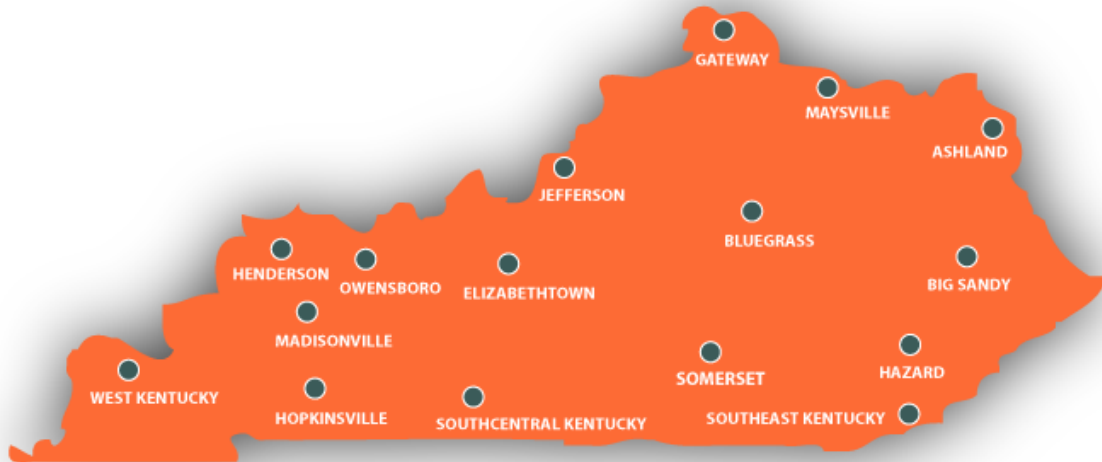 GATEWAY
MAYSVILLE
ASHLAND
JEFFERSON
BLUEGRASS
HENDERSON
OWENSBORO
ELIZABETHTOWN
BIG SANDY
MADISONVILLE
HAZARD
SOMERSET
WEST KENTUCKY
HOPKINSVILLE
SOUTHCENTRAL KENTUCKY
SOUTHEAST KENTUCKY